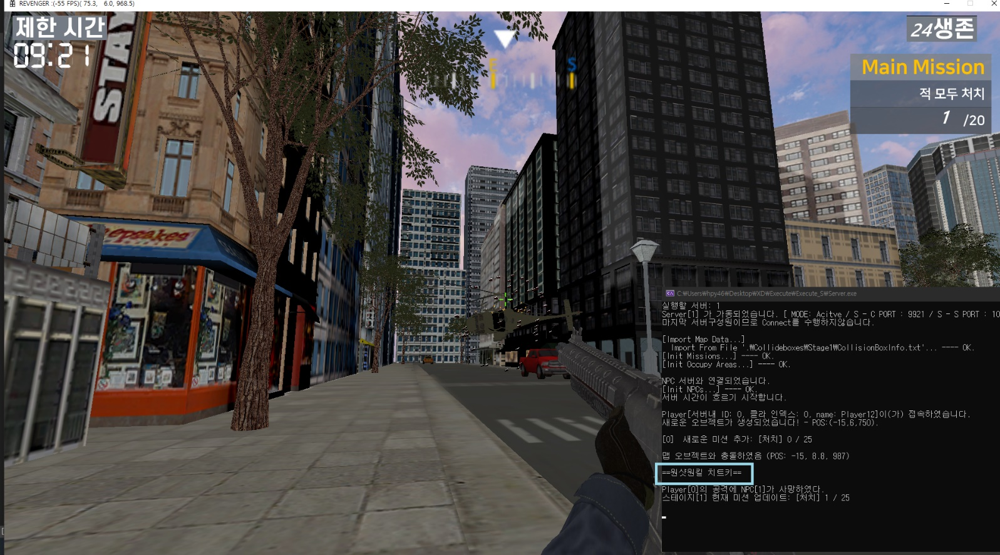 REVENGER :(-55 FPS)( 75.3, 6.0, 968.5)
제한 시간
09:21
STAY
24생존
E
S
Main Mission
적 모두 처치
1 /20
Keepsakes
C:₩Users₩hpy46₩Desktop₩XD₩Execute₩Execute_S₩Server.exe
실행할 서버: 1
Server[1] 가 가동되었습니다. [ MODE: Acitve / S - C PORT : 9921 / S - S PORT : 10
마지막 서버구성원이므로 Connect를 수행하지않습니다.
[Import Map Data...]
Import From File '.₩Collideboxes₩Stage1₩CollisionBoxInfo.txt'... ---- OK.
[Init Missions...] ---- OK.
[Init Occupy Areas...] ---- OK.
NPC 서버와 연결되었습니다.
[Init NPCs...] ---- OK.
서버 시간이 흐르기 시작합니다.
Player[서버내 ID: 0, 클라 인덱스: 0, name: Player12]이(가) 접속하였습니다.
새로운 오브젝트가 생성되었습니다! - POS:(-15,6,750).
[0] 새로운 미션 추가: [처치] 0 / 25
맵 오브젝트와 충돌하였음 (POS: -15, 8.8, 987)
==원샷원킬 치트키==
Player[0]의 공격에 NPC[1]가 사망하였다.
스테이지[1] 현재 미션 업데이트: [처치] 1 / 25